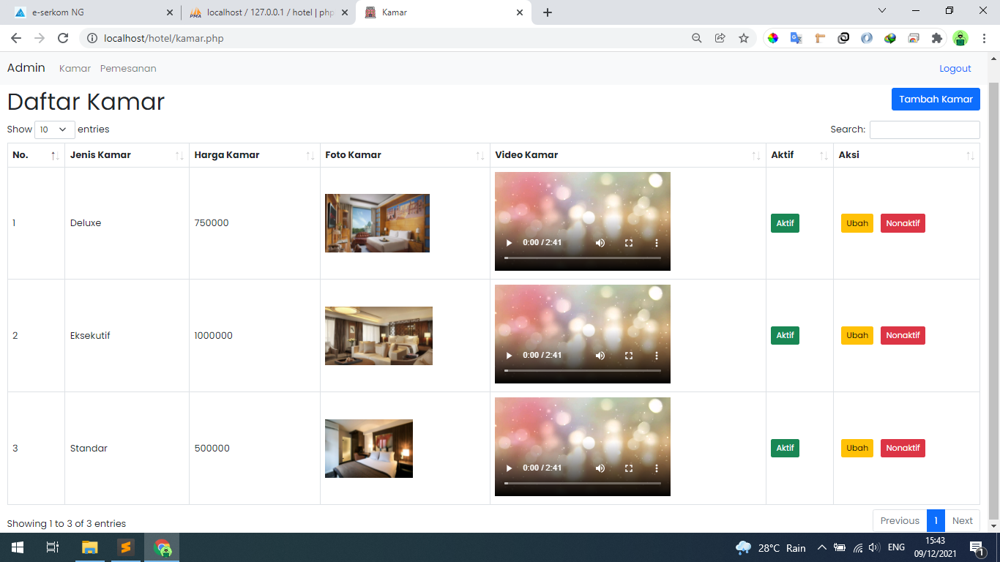 e-serkom NG
localhost / 127.0.0.1 / hotel | php
Kamar
localhost/hotel/kamar.php
Admin Kamar Pemesanan Logout
Daftar Kamar Tambah Kamar
Show 10 entries Search:
No. Jenis Kamar Harga Kamar Foto Kamar Video Kamar Aktif Aksi
1 Deluxe 750000 0:00 / 2:41 Aktif Ubah Nonaktif
2 Eksekutif 1000000 0:00 / 2:41 Aktif Ubah Nonaktif
3 Standar 500000 0:00 / 2:41 Aktif Ubah Nonaktif
Showing 1 to 3 of 3 entries Previous 1 Next
28°C Rain ENG 15:43
09/12/2021 1